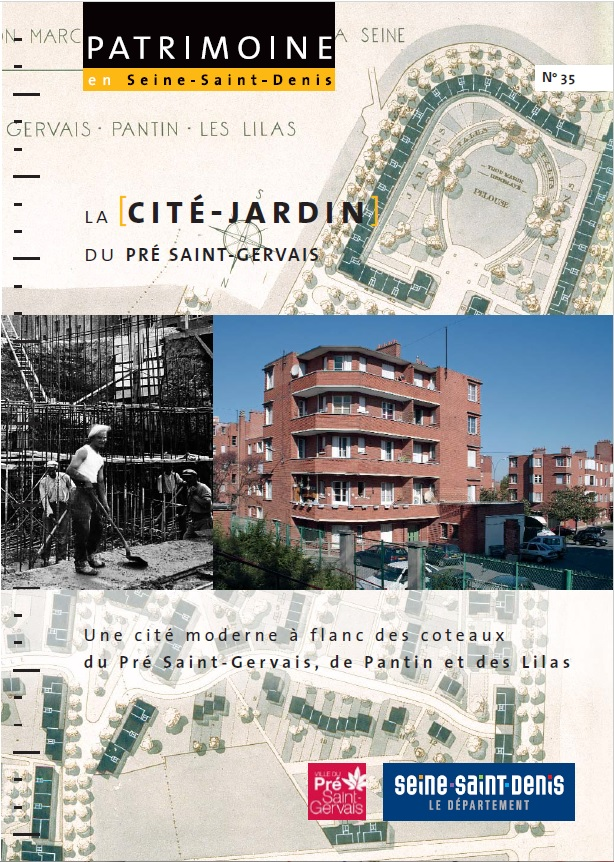 ON MARC
A SEINE
PATRIMOINE
en Seine-Saint-Denis
N° 35
GERVAIS · PANTIN · LES LILAS
JARDINS
PELOUSE
S
LA [CITÉ-JARDIN]
DU PRÉ SAINT-GERVAIS
N
Une cité moderne à flanc des coteaux
du Pré Saint-Gervais, de Pantin et des Lilas
VILLE DU
Pré
Saint-
Gervais
seine-saint-denis
LE DÉPARTEMENT